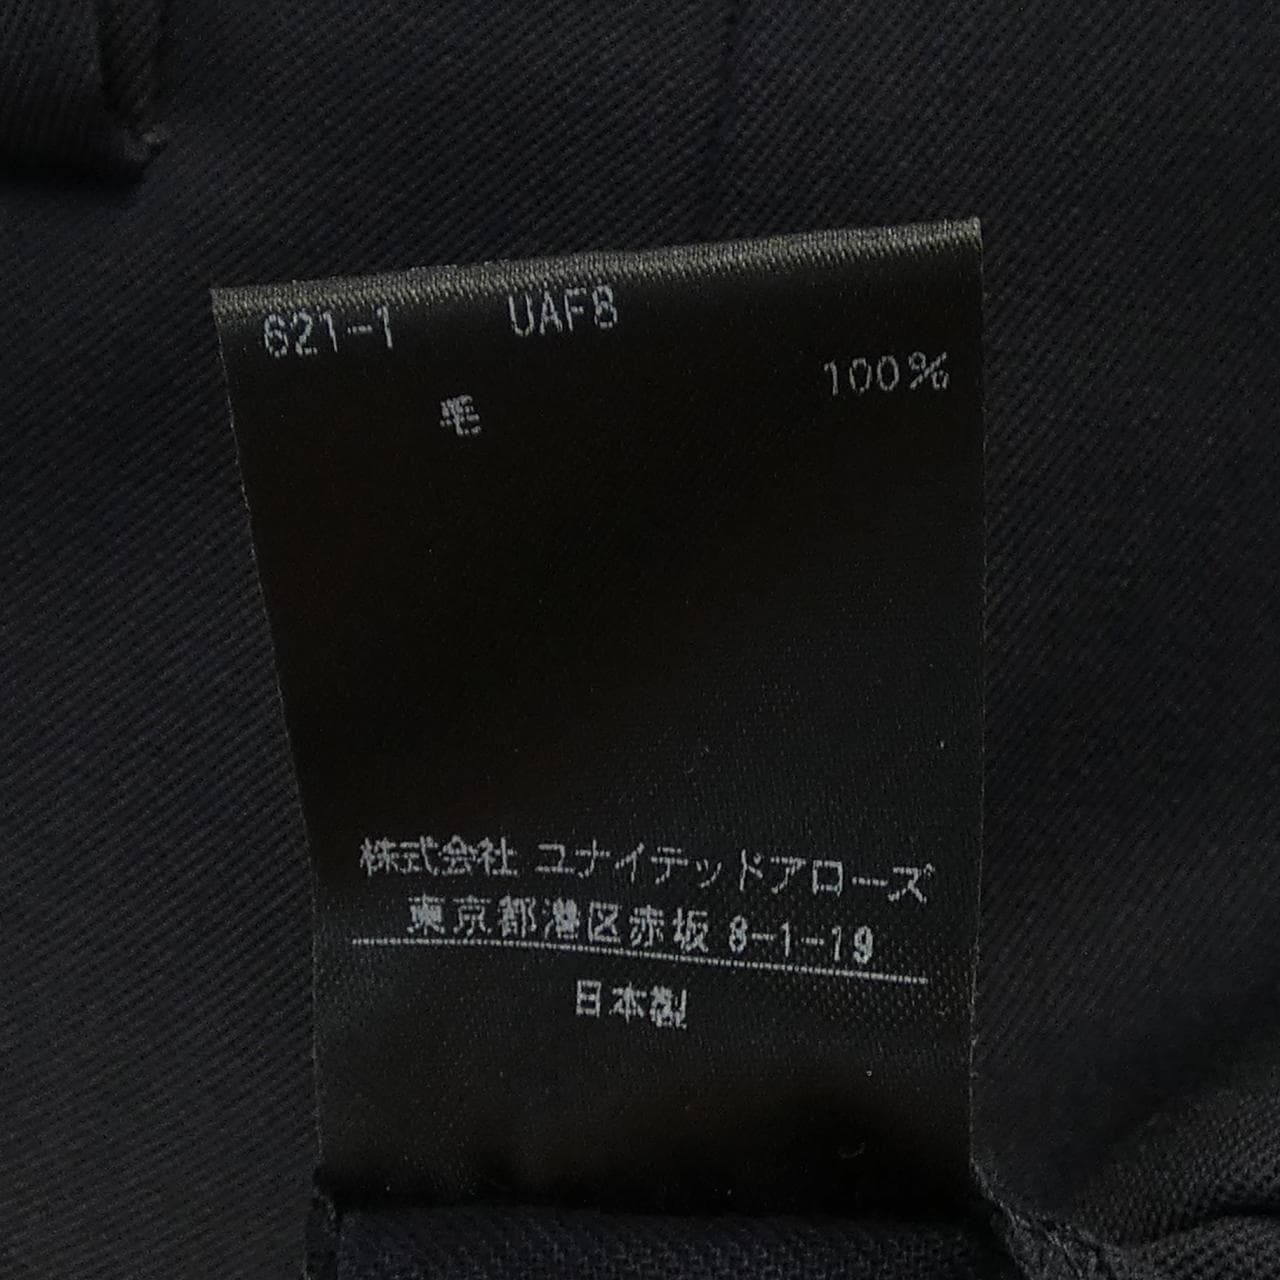 621-1 UAF8
毛 100%
株式会社 ユナイテッドアローズ
東京都港区赤坂 8-1-19
日本製